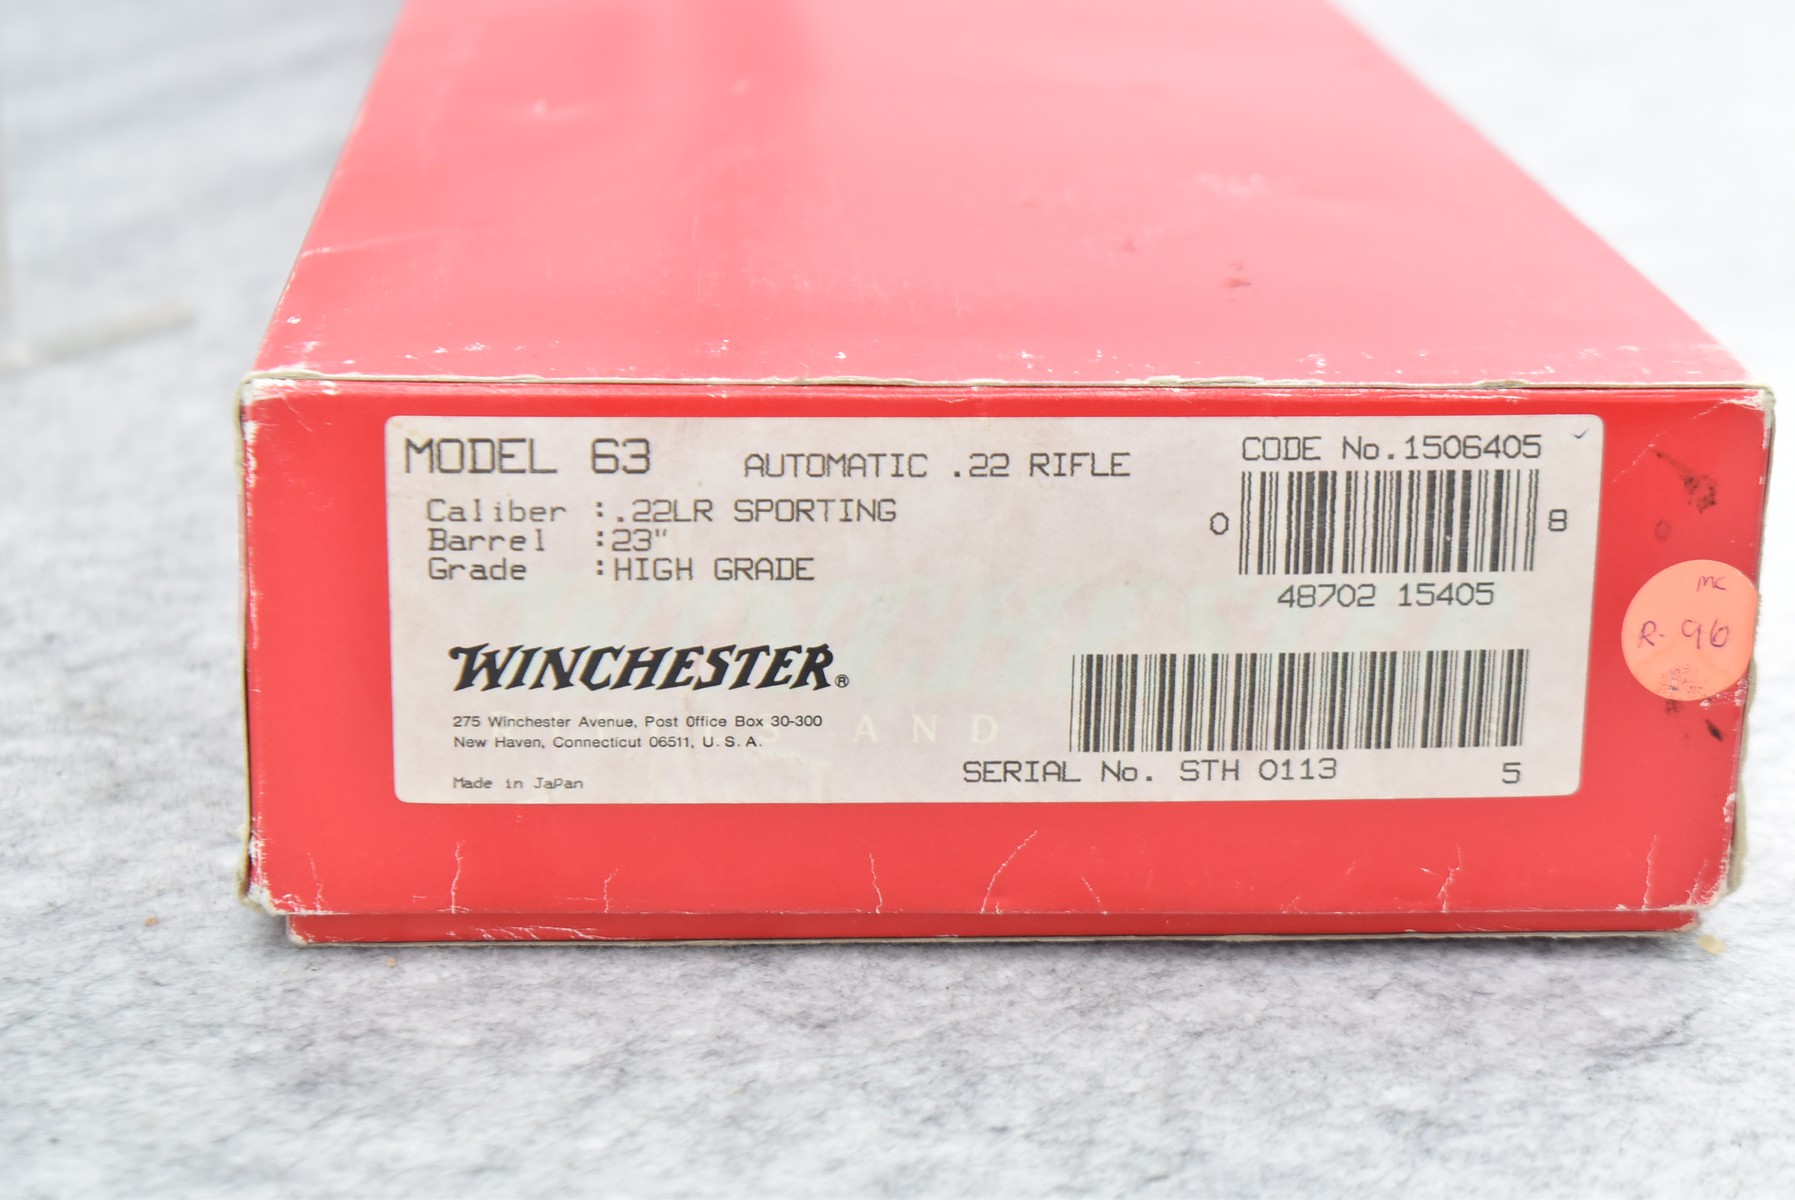 MODEL 63 AUTOMATIC .22 RIFLE
CODE No.1506405
Caliber :.22LR SPORTING
Barrel :23"
Grade :HIGH GRADE
0 8
48702 15405
MC
R- 96
WINCHESTER®
275 Winchester Avenue, Post Office Box 30-300
New Haven, Connecticut 06511, U.S.A.
AND
Made in Japan
SERIAL No. STH 0113 5